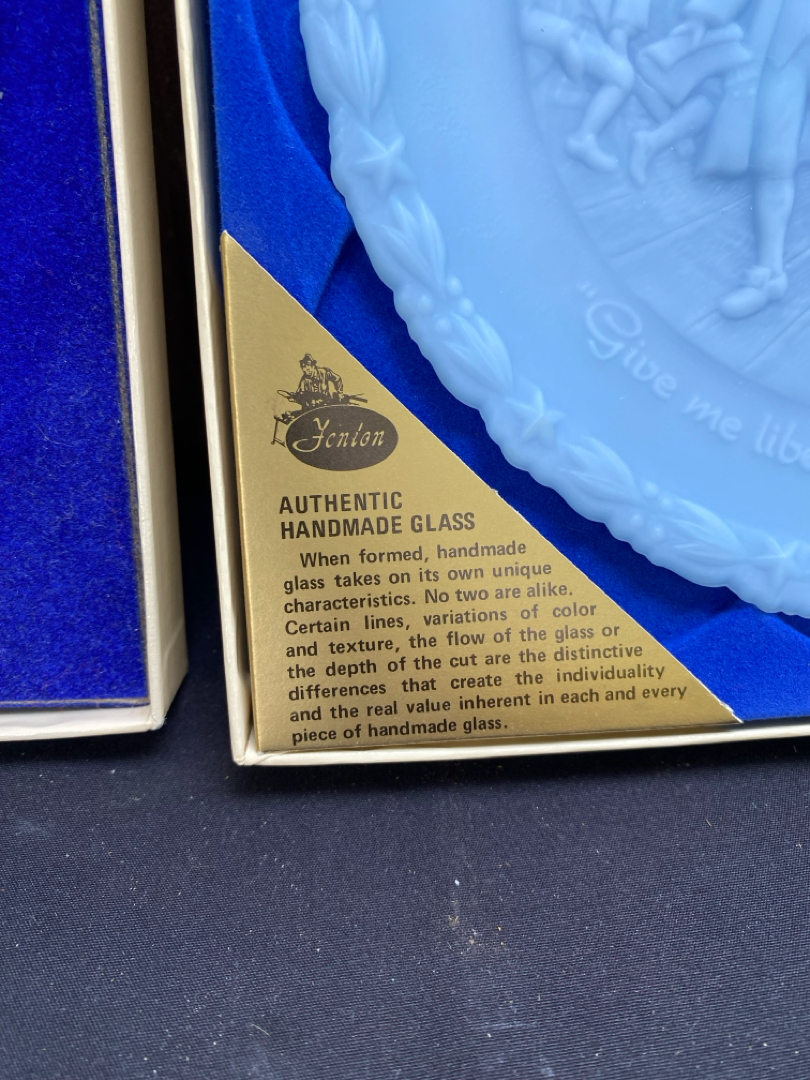 "Give me libe
Fenton
AUTHENTIC
HANDMADE GLASS
When formed, handmade
glass takes on its own unique
characteristics. No two are alike.
Certain lines, variations of color
and texture, the flow of the glass or
the depth of the cut are the distinctive
differences that create the individuality
and the real value inherent in each and every
piece of handmade glass.